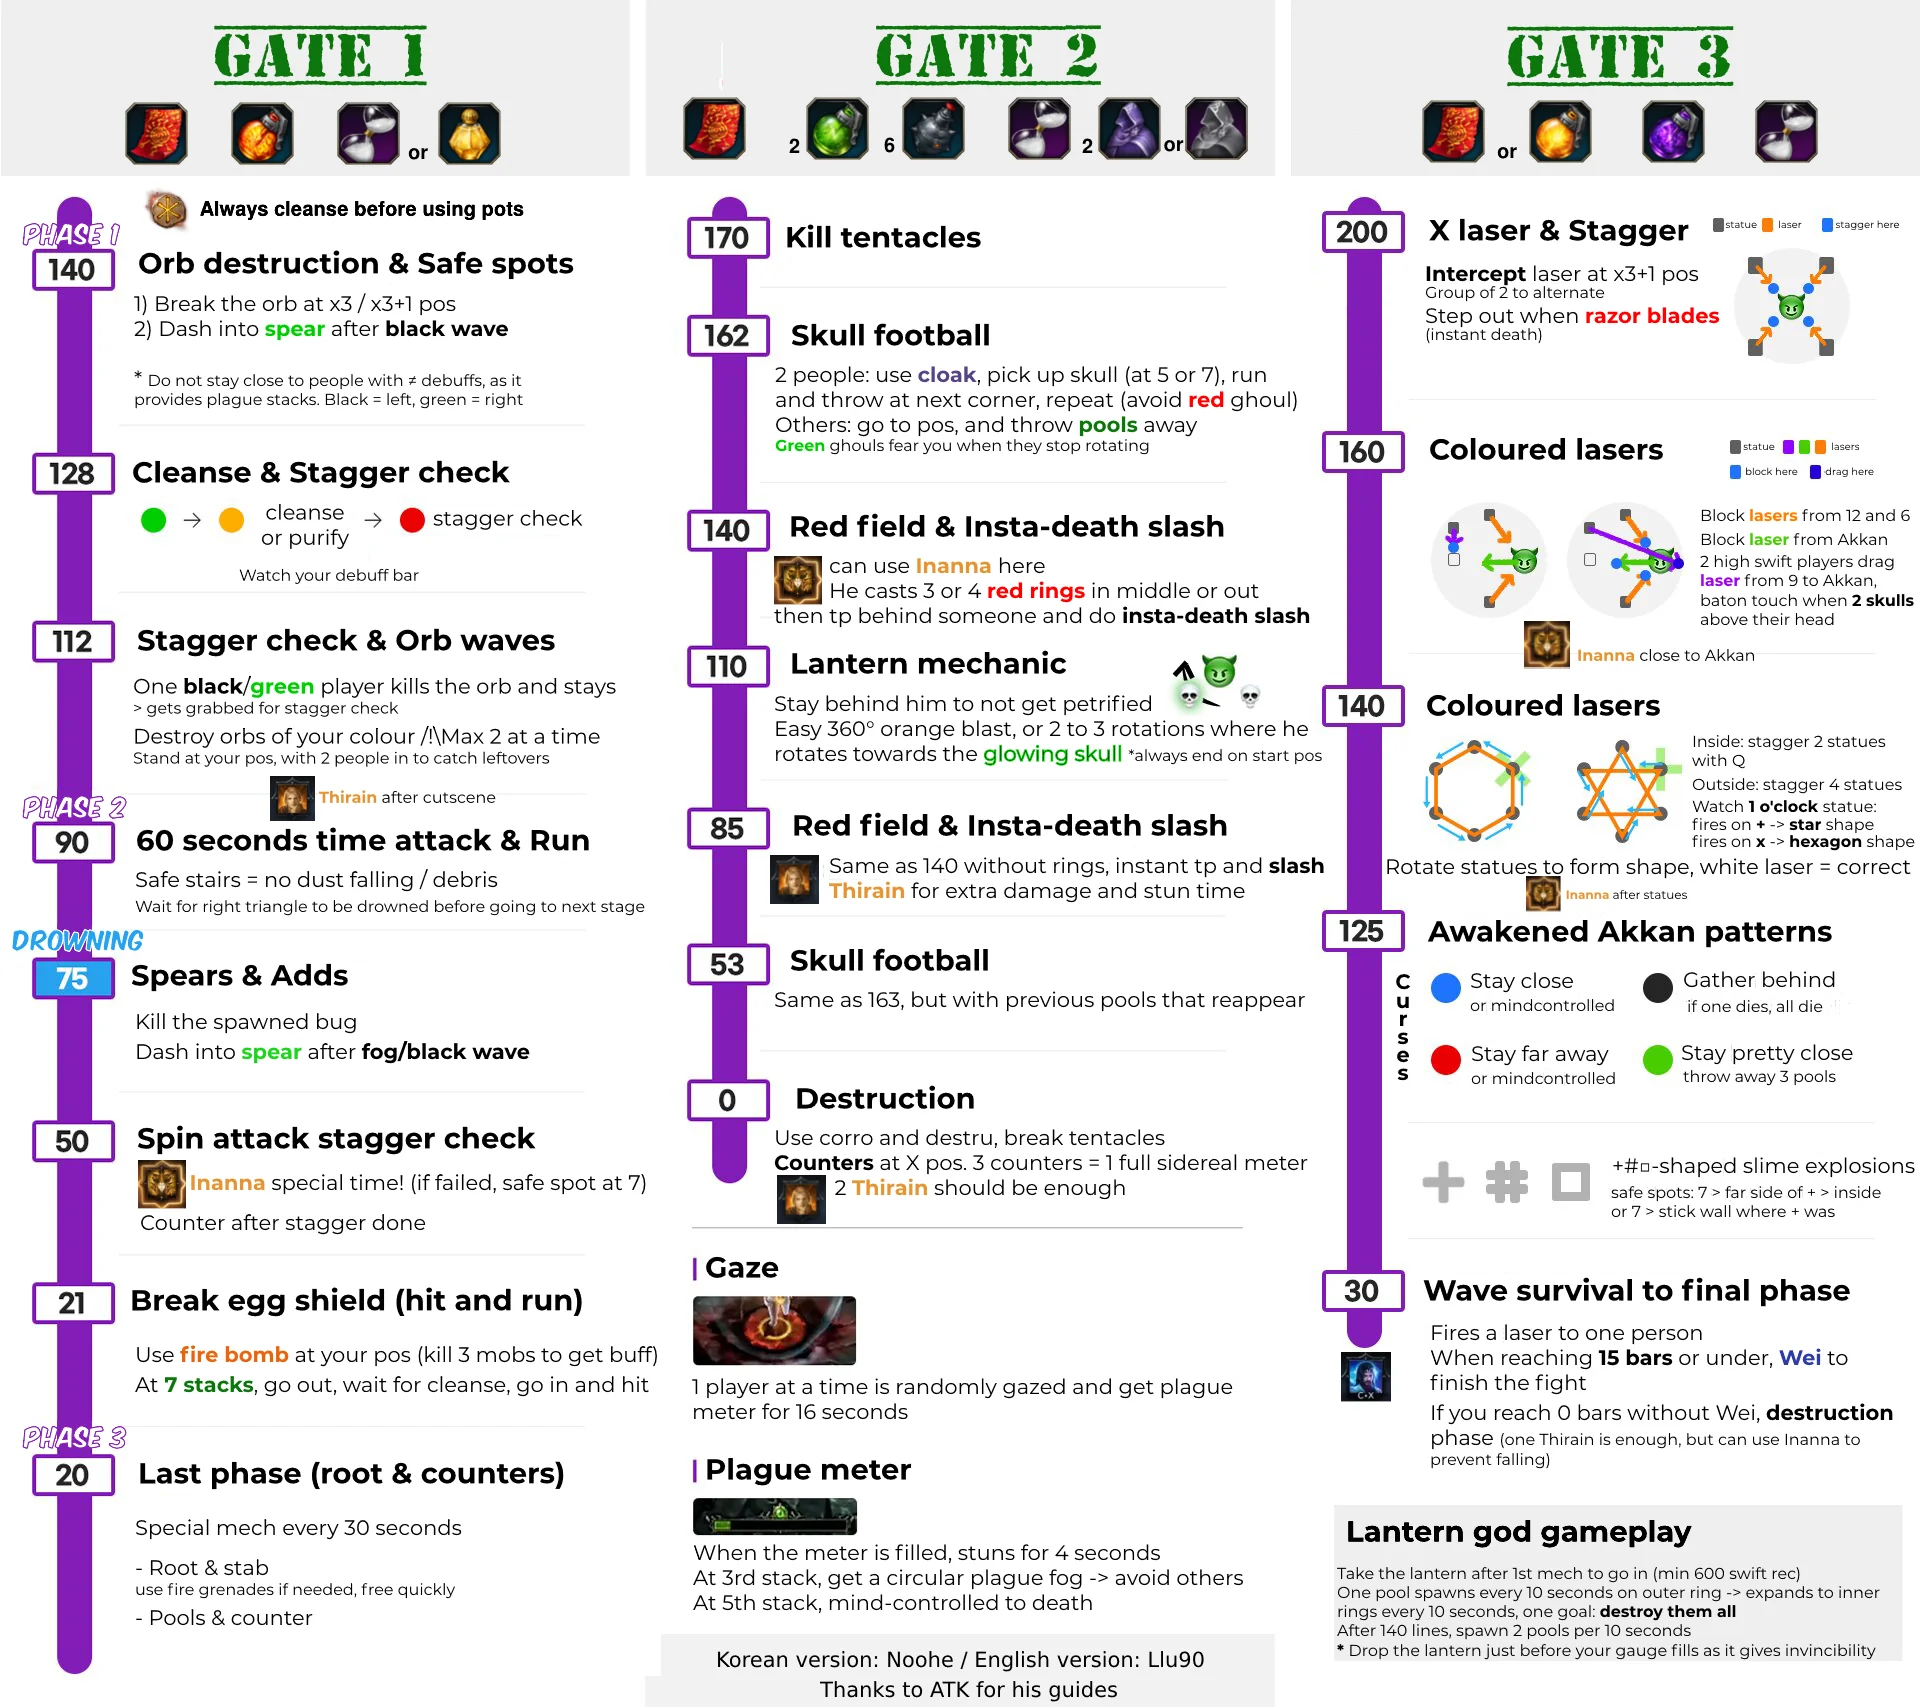 GATE 1
or
Always cleanse before using pots
PHASE 1
140
Orb destruction & Safe spots
1) Break the orb at x3 / x3+1 pos
2) Dash into spear after black wave
* Do not stay close to people with ≠ debuffs, as it
provides plague stacks. Black = left, green = right
128
Cleanse & Stagger check
→ cleanse or purify → stagger check
Watch your debuff bar
112
Stagger check & Orb waves
One black/green player kills the orb and stays
> gets grabbed for stagger check
Destroy orbs of your colour /!\Max 2 at a time
Stand at your pos, with 2 people in to catch leftovers
Thirain after cutscene
PHASE 2
90
60 seconds time attack & Run
Safe stairs = no dust falling / debris
Wait for right triangle to be drowned before going to next stage
DROWNING
75
Spears & Adds
Kill the spawned bug
Dash into spear after fog/black wave
50
Spin attack stagger check
Inanna special time! (if failed, safe spot at 7)
Counter after stagger done
21
Break egg shield (hit and run)
Use fire bomb at your pos (kill 3 mobs to get buff)
At 7 stacks, go out, wait for cleanse, go in and hit
PHASE 3
20
Last phase (root & counters)
Special mech every 30 seconds
- Root & stab
use fire grenades if needed, free quickly
- Pools & counter
GATE 2
2 6 2 or
170
Kill tentacles
162
Skull football
2 people: use cloak, pick up skull (at 5 or 7), run
and throw at next corner, repeat (avoid red ghoul)
Others: go to pos, and throw pools away
Green ghouls fear you when they stop rotating
140
Red field & Insta-death slash
can use Inanna here
He casts 3 or 4 red rings in middle or out
then tp behind someone and do insta-death slash
110
Lantern mechanic
Stay behind him to not get petrified
Easy 360° orange blast, or 2 to 3 rotations where he
rotates towards the glowing skull *always end on start pos
85
Red field & Insta-death slash
Same as 140 without rings, instant tp and slash
Thirain for extra damage and stun time
53
Skull football
Same as 163, but with previous pools that reappear
0
Destruction
Use corro and destru, break tentacles
Counters at X pos. 3 counters = 1 full sidereal meter
2 Thirain should be enough
Gaze
1 player at a time is randomly gazed and get plague
meter for 16 seconds
Plague meter
When the meter is filled, stuns for 4 seconds
At 3rd stack, get a circular plague fog -> avoid others
At 5th stack, mind-controlled to death
Korean version: Noohe / English version: Llu90
Thanks to ATK for his guides
GATE 3
or
200
X laser & Stagger
statue laser stagger here
Intercept laser at x3+1 pos
Group of 2 to alternate
Step out when razor blades
(instant death)
160
Coloured lasers
statue lasers
block here drag here
Block lasers from 12 and 6
Block laser from Akkan
2 high swift players drag
laser from 9 to Akkan,
baton touch when 2 skulls
above their head
Inanna close to Akkan
140
Coloured lasers
Inside: stagger 2 statues
with Q
Outside: stagger 4 statues
Watch 1 o'clock statue:
fires on + -> star shape
fires on x -> hexagon shape
Rotate statues to form shape, white laser = correct
Inanna after statues
125
Awakened Akkan patterns
Curses
Stay close
or mindcontrolled
Gather behind
if one dies, all die
Stay far away
or mindcontrolled
Stay pretty close
throw away 3 pools
+#□-shaped slime explosions
safe spots: 7 > far side of + > inside
or 7 > stick wall where + was
30
Wave survival to final phase
C+X
Fires a laser to one person
When reaching 15 bars or under, Wei to
finish the fight
If you reach 0 bars without Wei, destruction
phase (one Thirain is enough, but can use Inanna to
prevent falling)
Lantern god gameplay
Take the lantern after 1st mech to go in (min 600 swift rec)
One pool spawns every 10 seconds on outer ring -> expands to inner
rings every 10 seconds, one goal: destroy them all
After 140 lines, spawn 2 pools per 10 seconds
* Drop the lantern just before your gauge fills as it gives invincibility